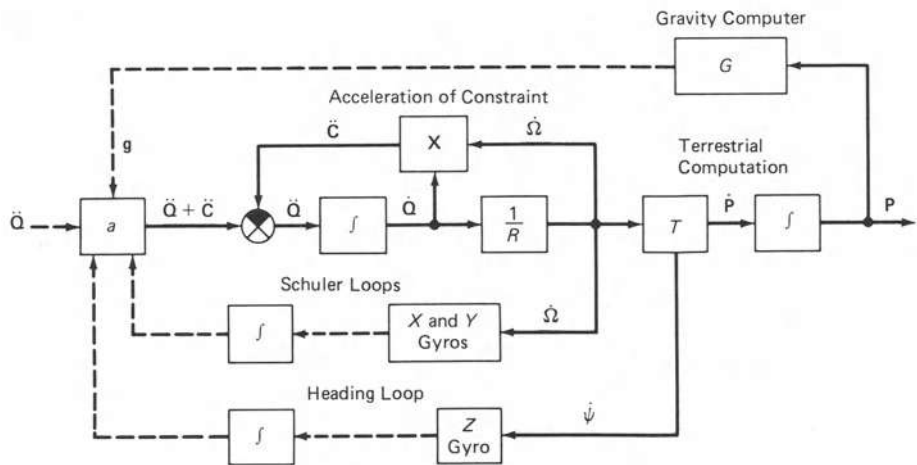 Gravity Computer
G
Acceleration of Constraint
C̈
X
Ω̇
g
Terrestrial
Computation
Q̈
a
Q̈ + C̈
Q̈
∫
Q̇
1/R
T
Ṗ
∫
P
Schuler Loops
∫
X and Y
Gyros
Ω̇
Heading Loop
∫
Z
Gyro
ψ̇